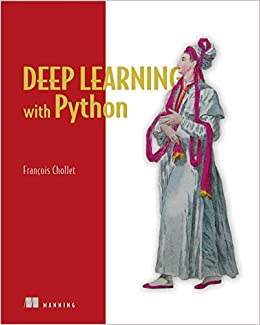 DEEP LEARNING
with Python
François Chollet
MANNING